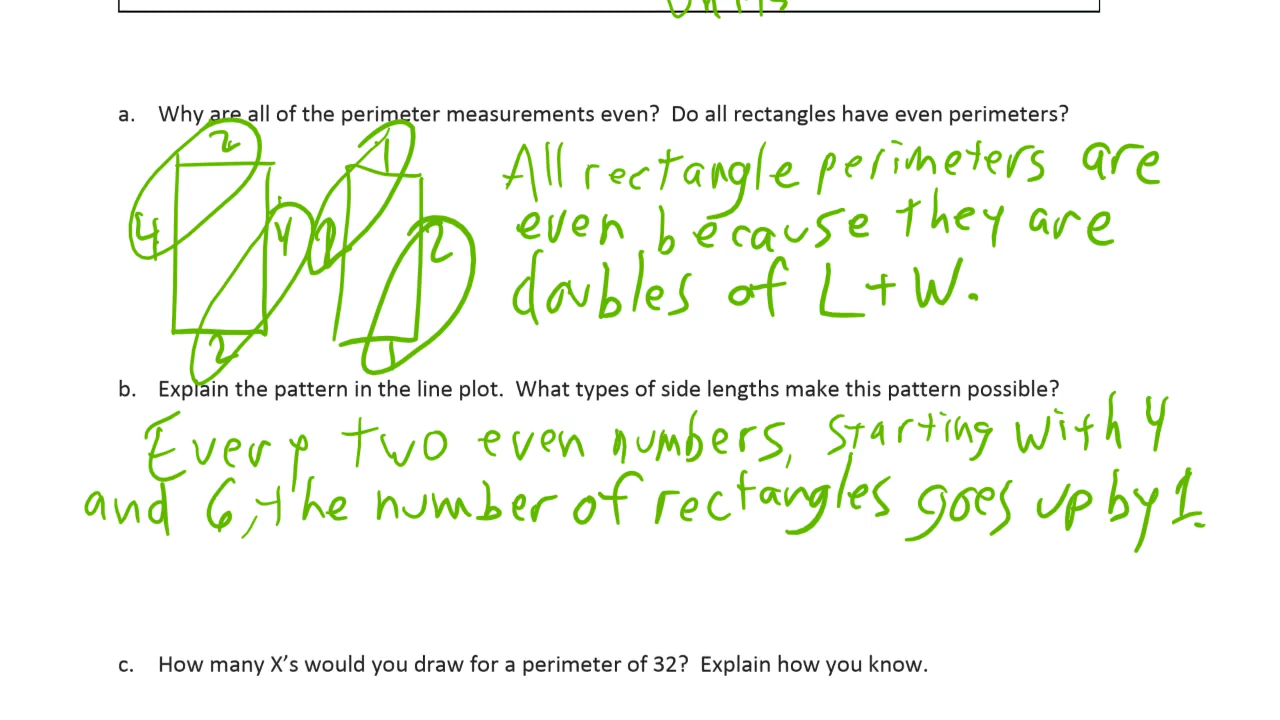 units
a. Why are all of the perimeter measurements even? Do all rectangles have even perimeters?
2
4
4
2
1
2
2
1
All rectangle perimeters are
even because they are
doubles of L+W.
b. Explain the pattern in the line plot. What types of side lengths make this pattern possible?
Every two even numbers, starting with 4
and 6, the number of rectangles goes up by 1.
c. How many X's would you draw for a perimeter of 32? Explain how you know.